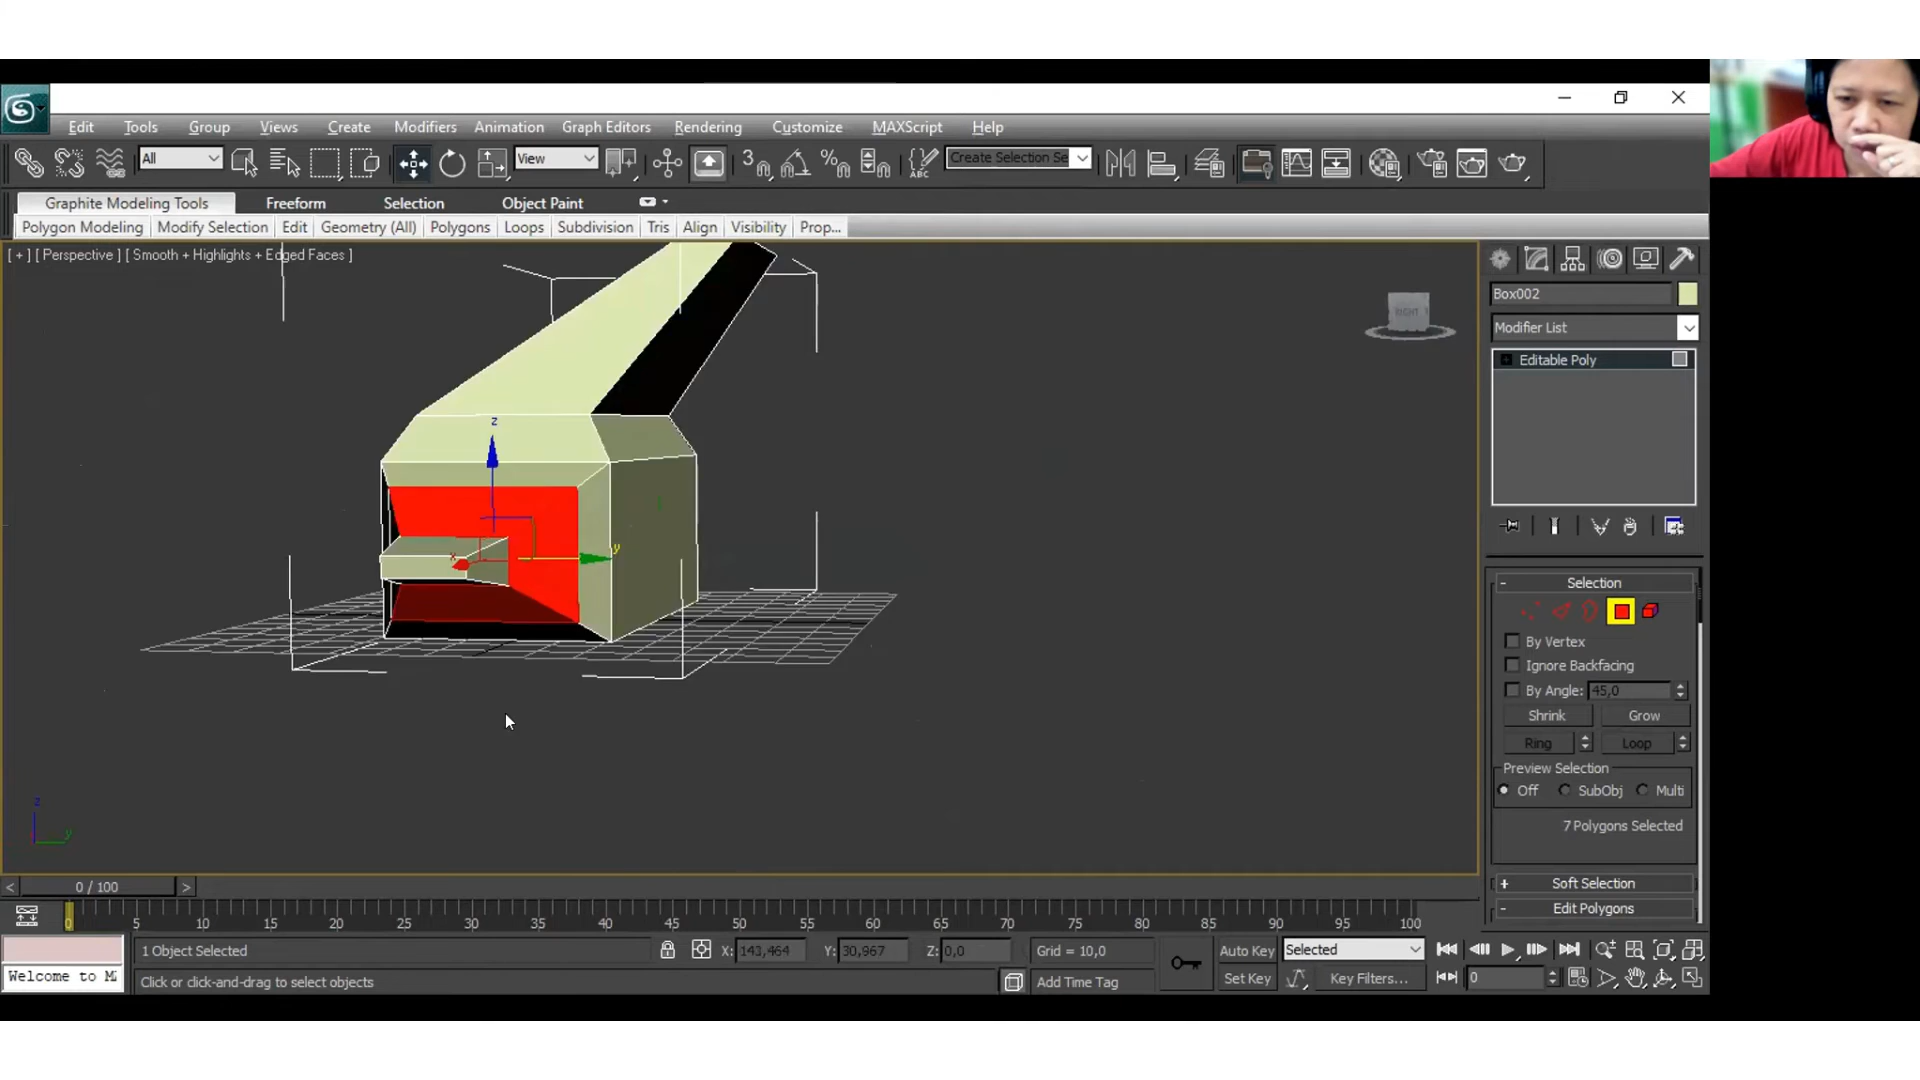 Edit Tools Group Views Create Modifiers Animation Graph Editors Rendering Customize MAXScript Help
All View 3 % ABC Create Selection Se
Graphite Modeling Tools Freeform Selection Object Paint
Polygon Modeling Modify Selection Edit Geometry (All) Polygons Loops Subdivision Tris Align Visibility Prop...
[ + ] [ Perspective ] [ Smooth + Highlights + Edged Faces ]
RIGHT
Box002
Modifier List
Editable Poly
z
y
x
z
y
- Selection
By Vertex
Ignore Backfacing
By Angle: 45,0
Shrink Grow
Ring Loop
Preview Selection
Off SubObj Multi
7 Polygons Selected
+ Soft Selection
- Edit Polygons
< 0 / 100 >
0 5 10 15 20 25 30 35 40 45 50 55 60 65 70 75 80 85 90 95 100
1 Object Selected X: 143,464 Y: 30,967 Z: 0,0 Grid = 10,0 Auto Key Selected
Welcome to M Click or click-and-drag to select objects Add Time Tag Set Key Key Filters... 0